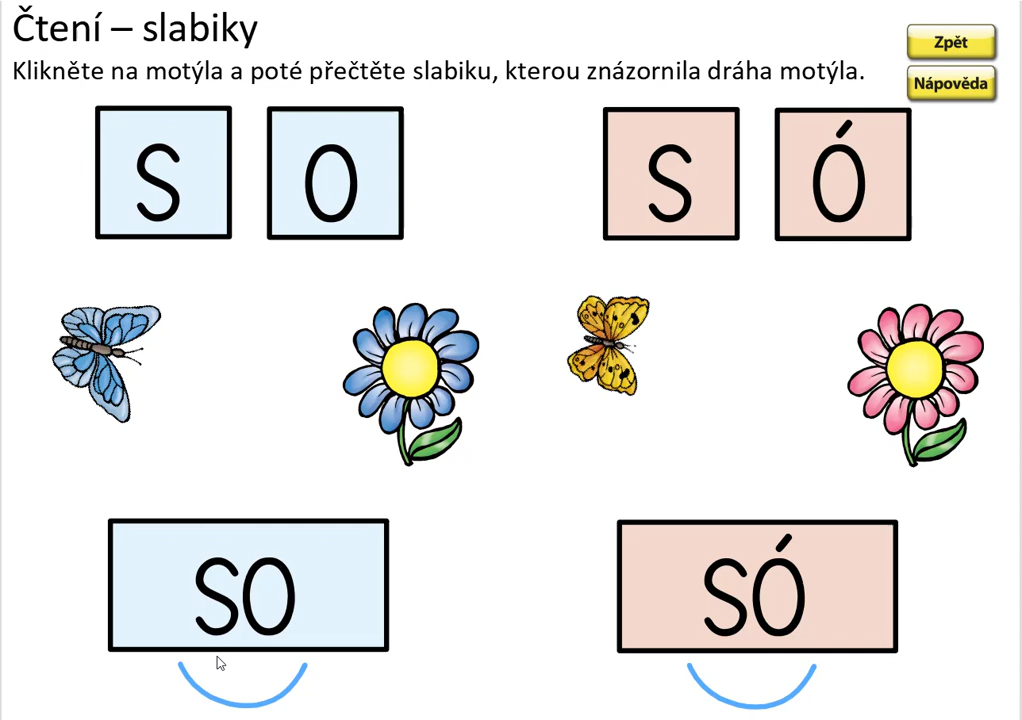 Čtení – slabiky
Zpět
Klikněte na motýla a poté přečtěte slabiku, kterou znázornila dráha motýla.
Nápověda
S O S Ó
SO SÓ